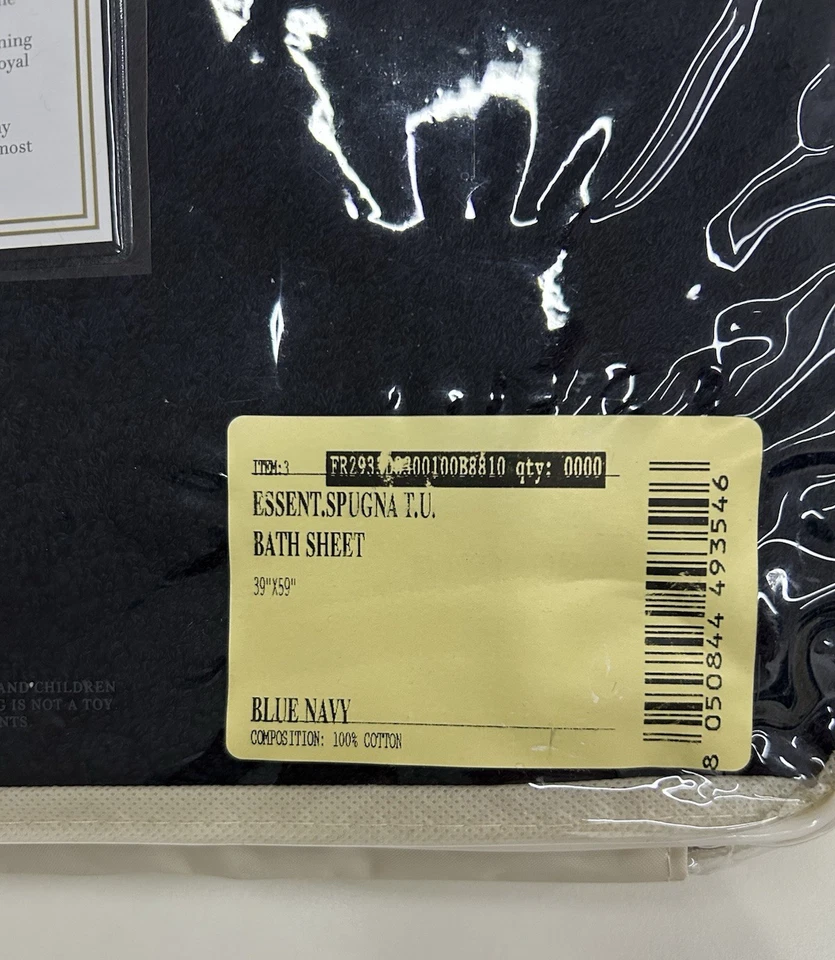 ning
oyal
most
ITEM:3
qty: 0000
ESSENT.SPUGNA T.U.
BATH SHEET
39"X59"
BLUE NAVY
COMPOSITION: 100% COTTON
8 050844 493546
AND CHILDREN
IS NOT A TOY